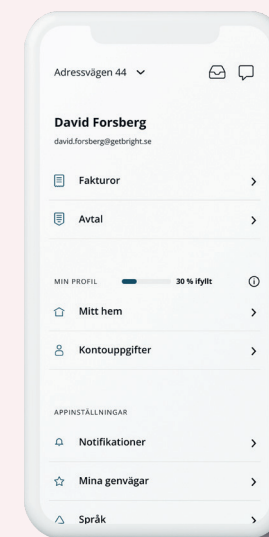 Adressvägen 44
David Forsberg
david.forsberg@getbright.se
Fakturor
Avtal
MIN PROFIL 30 % ifyllt
Mitt hem
Kontouppgifter
APPINSTÄLLNINGAR
Notifikationer
Mina genvägar
Språk